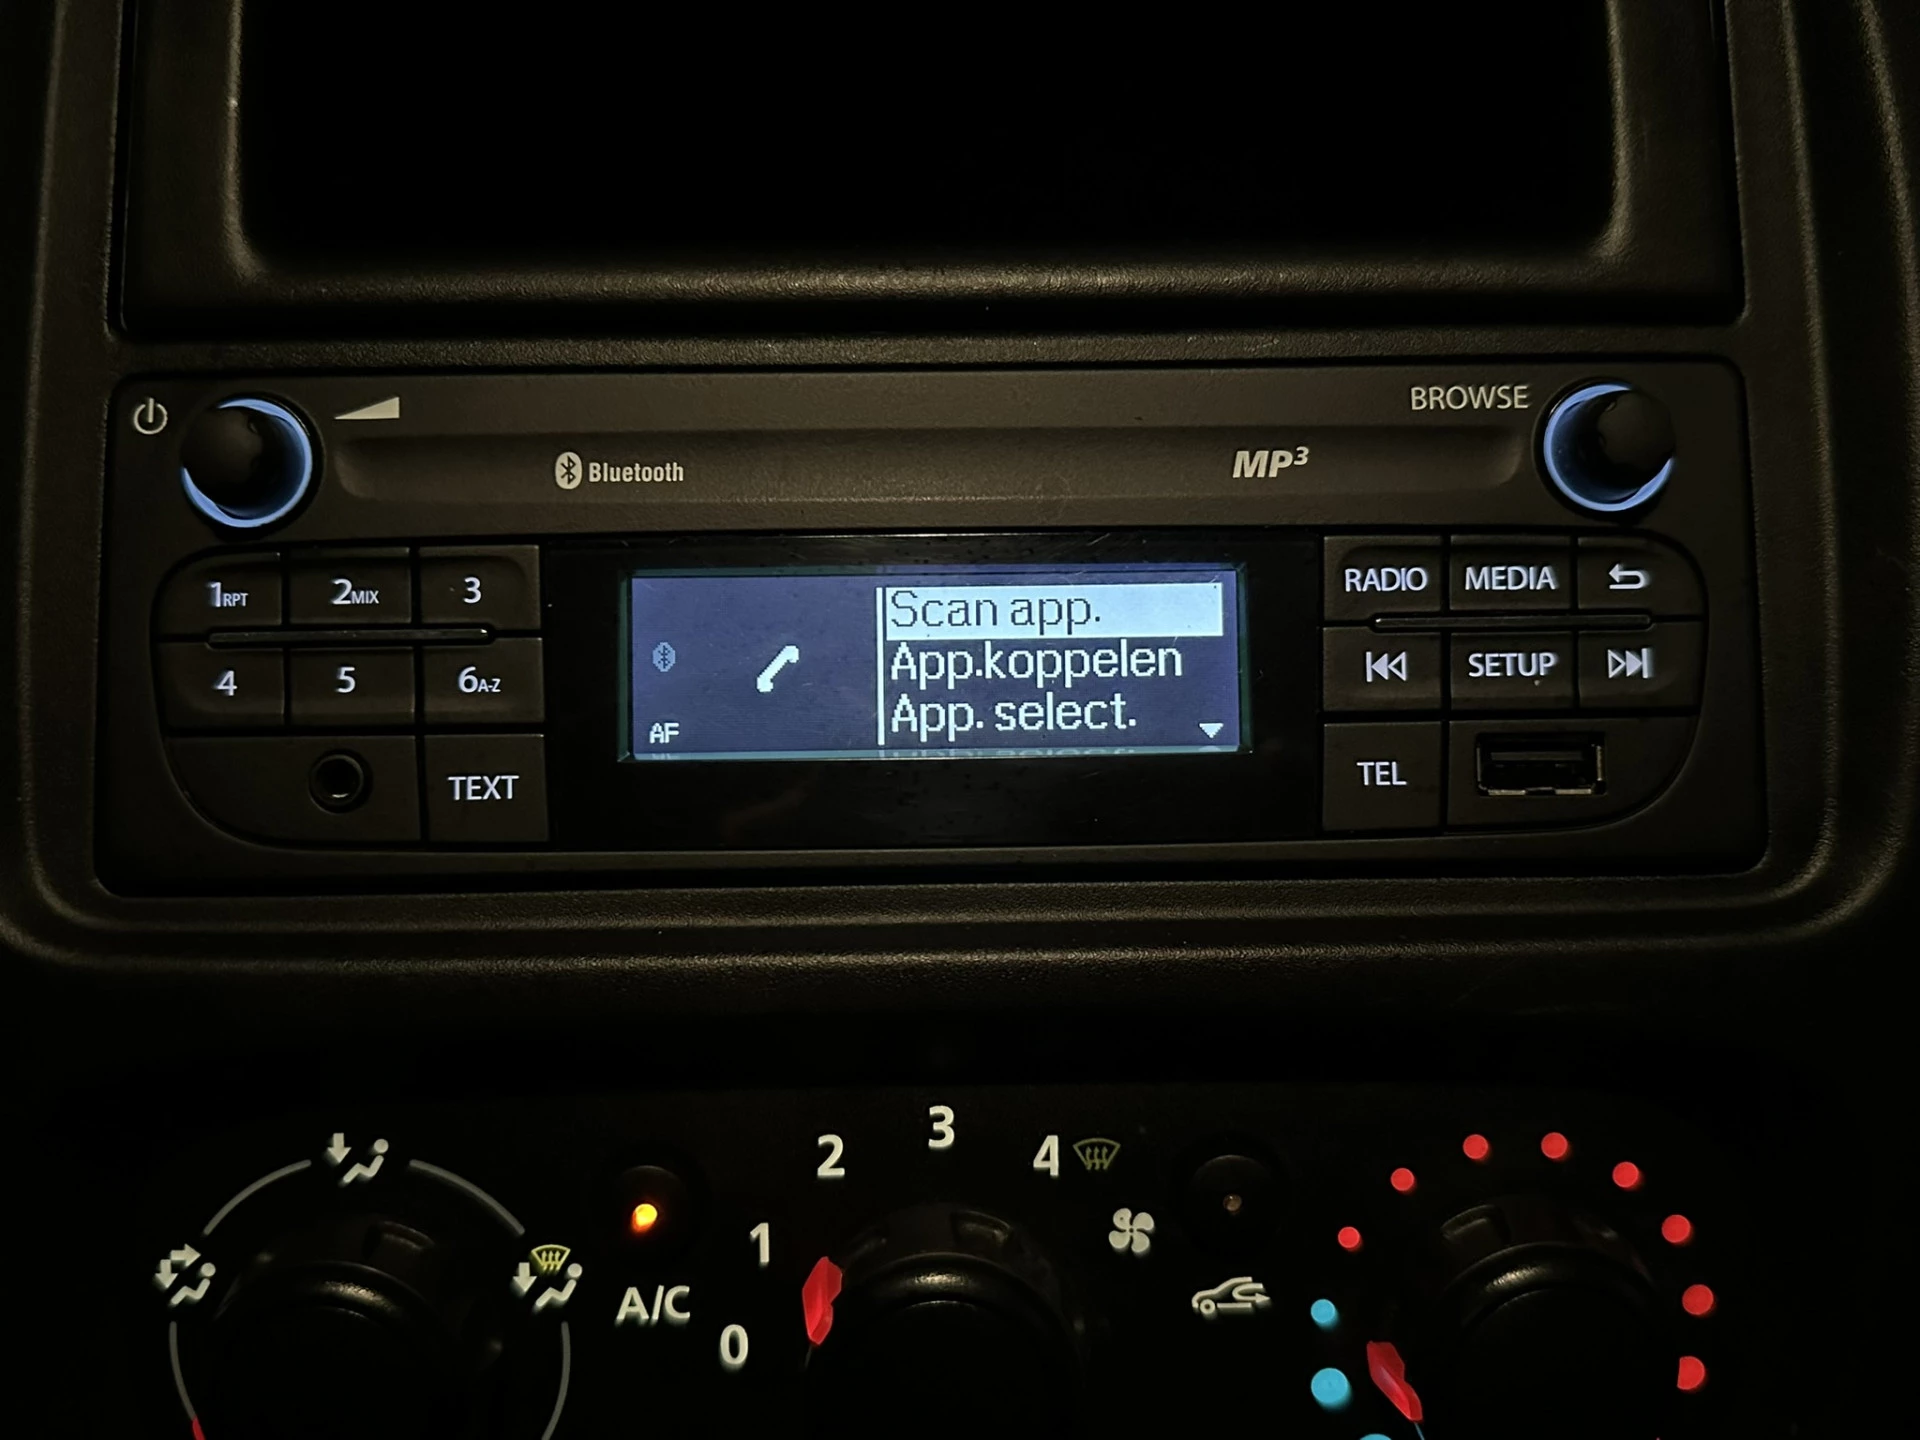 BROWSE
Bluetooth
MP3
1RPT
2MIX
3
4
5
6A-Z
TEXT
Scan app.
App.koppelen
App. select.
AF
RADIO
MEDIA
SETUP
TEL
A/C
0
1
2
3
4